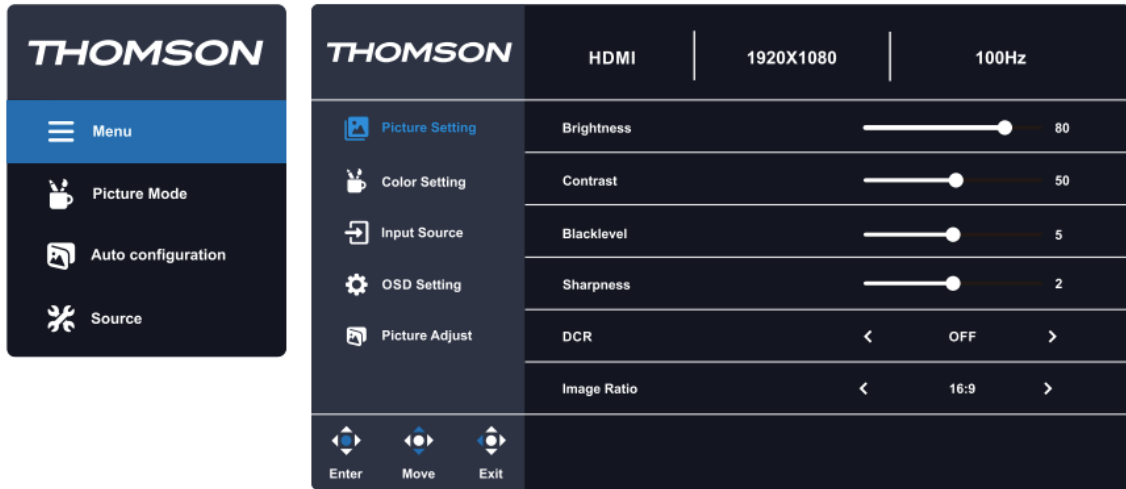 THOMSON
Menu
Picture Mode
Auto configuration
Source
THOMSON
HDMI 1920X1080 100Hz
Picture Setting
Color Setting
Input Source
OSD Setting
Picture Adjust
Brightness 80
Contrast 50
Blacklevel 5
Sharpness 2
DCR OFF
Image Ratio 16:9
Enter Move Exit